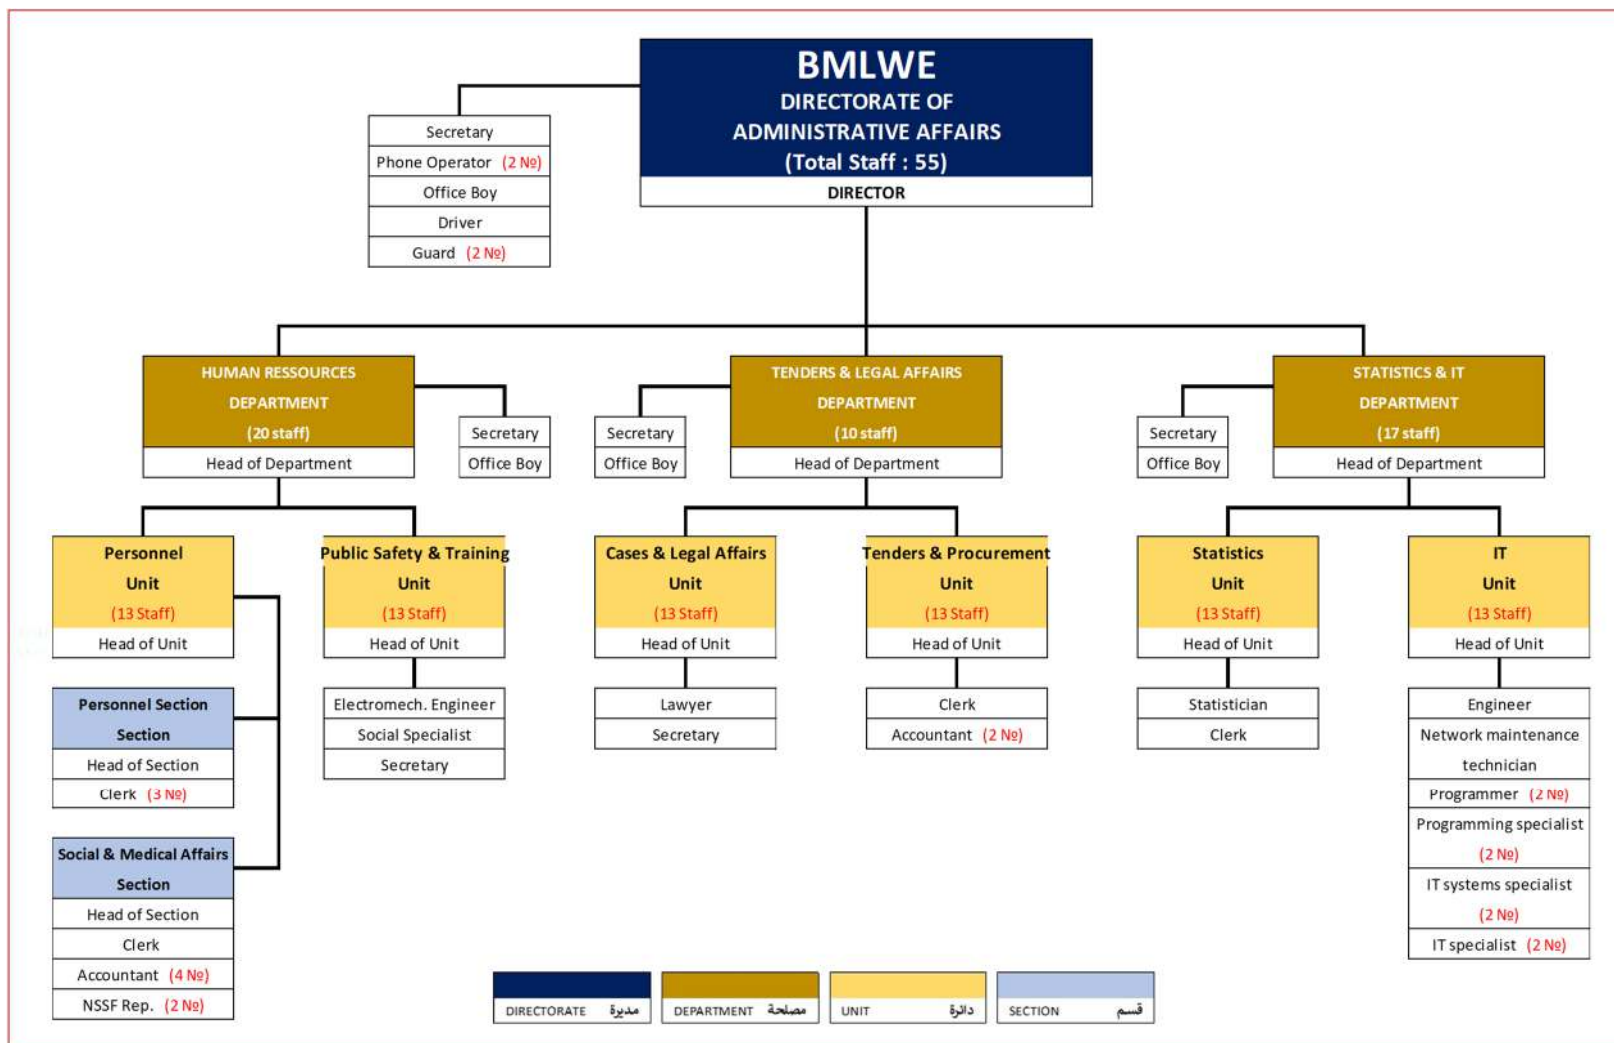 BMLWE
DIRECTORATE OF
ADMINISTRATIVE AFFAIRS
(Total Staff : 55)
DIRECTOR
Secretary
Phone Operator (2 №)
Office Boy
Driver
Guard (2 №)
HUMAN RESSOURCES
DEPARTMENT
(20 staff)
Head of Department
Secretary
Office Boy
TENDERS & LEGAL AFFAIRS
DEPARTMENT
(10 staff)
Head of Department
Secretary
Office Boy
STATISTICS & IT
DEPARTMENT
(17 staff)
Head of Department
Secretary
Office Boy
Personnel
Unit
(13 Staff)
Head of Unit
Public Safety & Training
Unit
(13 Staff)
Head of Unit
Cases & Legal Affairs
Unit
(13 Staff)
Head of Unit
Tenders & Procurement
Unit
(13 Staff)
Head of Unit
Statistics
Unit
(13 Staff)
Head of Unit
IT
Unit
(13 Staff)
Head of Unit
Personnel Section
Section
Head of Section
Clerk (3 №)
Social & Medical Affairs
Section
Head of Section
Clerk
Accountant (4 №)
NSSF Rep. (2 №)
Electromech. Engineer
Social Specialist
Secretary
Lawyer
Secretary
Clerk
Accountant (2 №)
Statistician
Clerk
Engineer
Network maintenance
technician
Programmer (2 №)
Programming specialist
(2 №)
IT systems specialist
(2 №)
IT specialist (2 №)
DIRECTORATE مديرة
DEPARTMENT مصلحة
UNIT دائرة
SECTION قسم